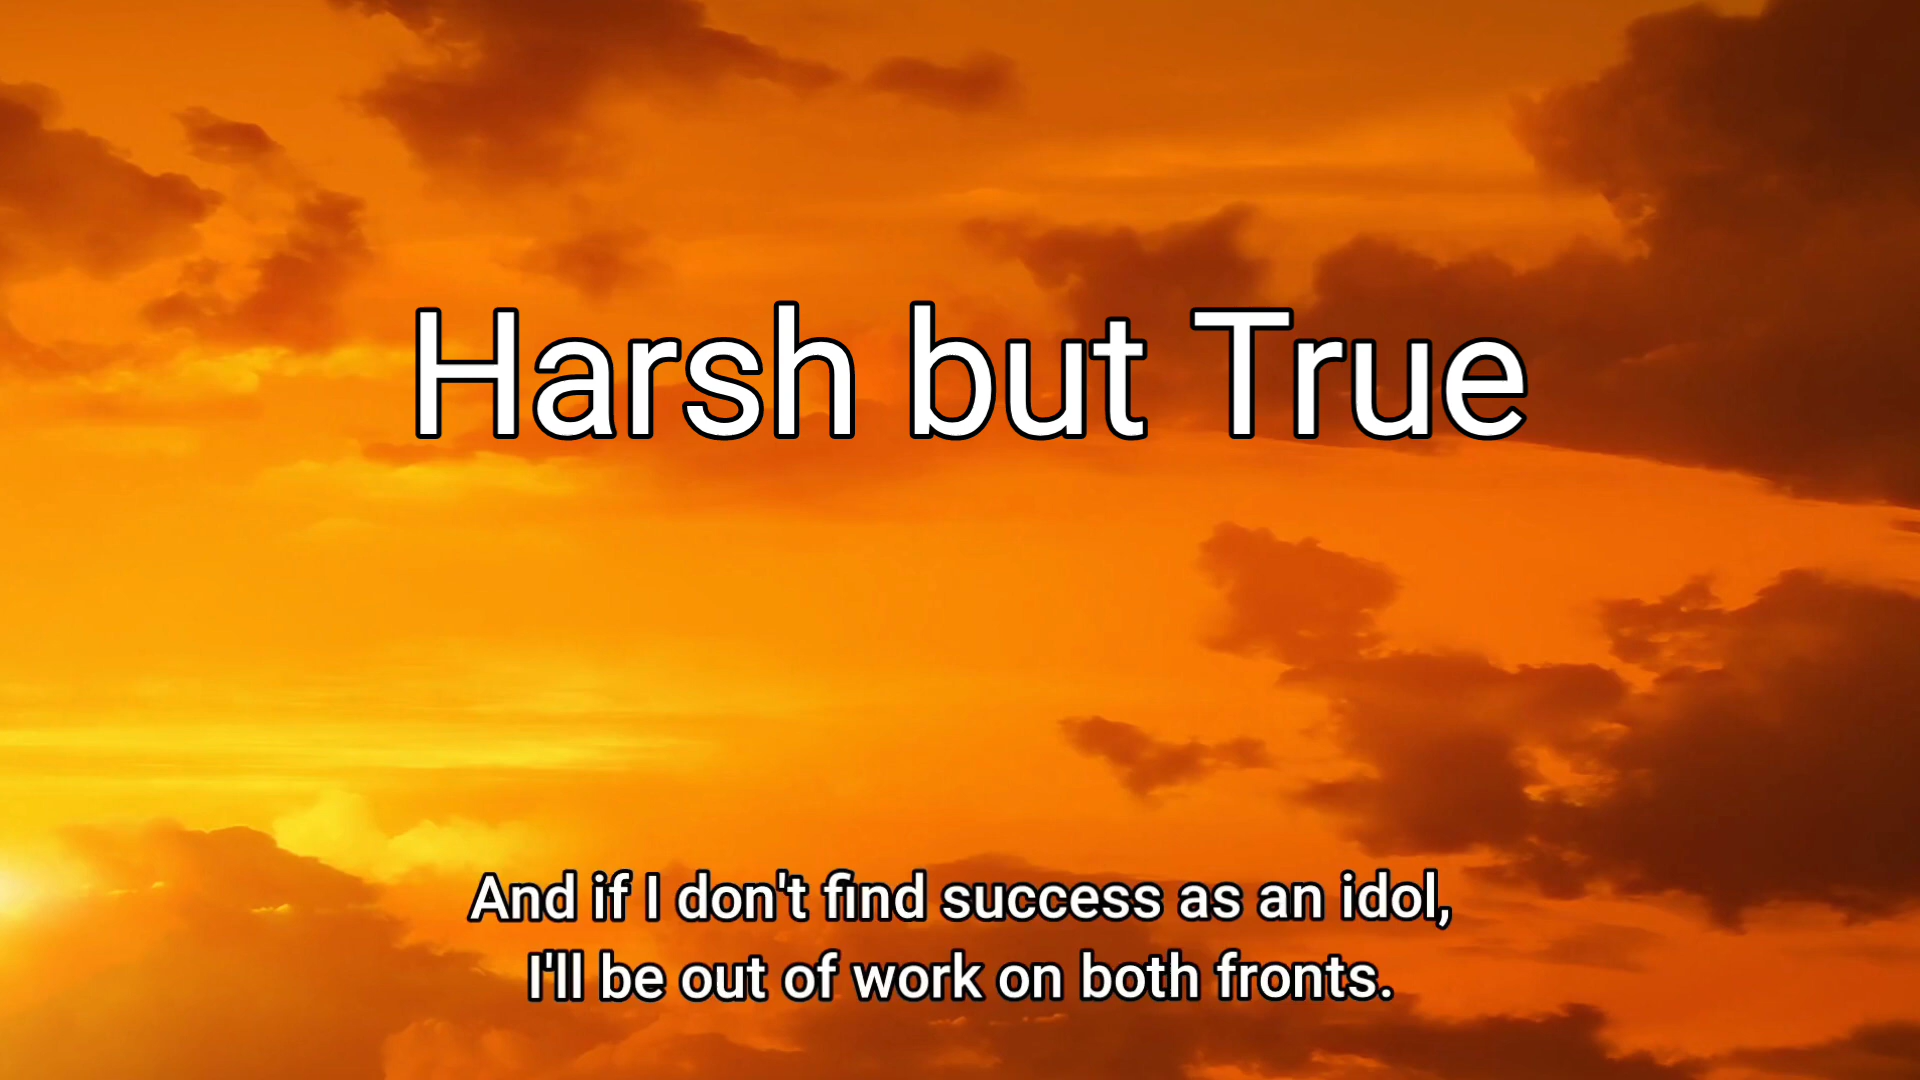 Harsh but True
And if I don't find success as an idol,
I'll be out of work on both fronts.